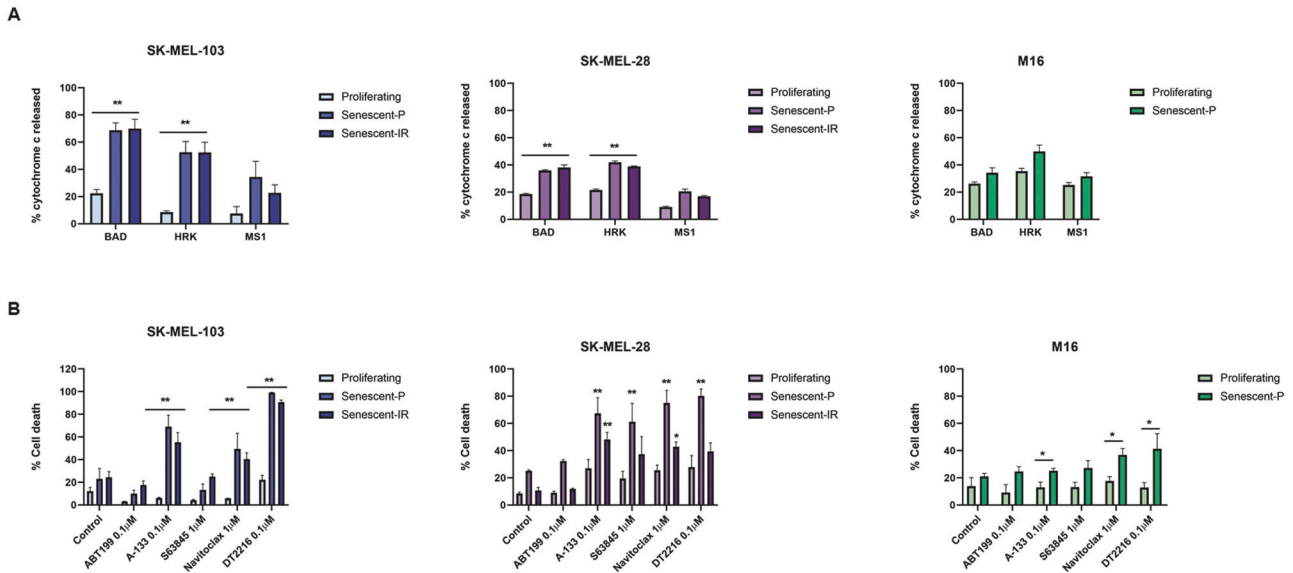 A
SK-MEL-103
% cytochrome c released
100
80
60
40
20
0
**
**
BAD
HRK
MS1
Proliferating
Senescent-P
Senescent-IR
SK-MEL-28
% cytochrome c released
100
80
60
40
20
0
**
**
BAD
HRK
MS1
Proliferating
Senescent-P
Senescent-IR
M16
% cytochrome c released
100
80
60
40
20
0
BAD
HRK
MS1
Proliferating
Senescent-P
B
SK-MEL-103
% Cell death
120
100
80
60
40
20
0
**
**
**
Control
ABT199 0.1μM
A-133 0.1μM
S63845 1μM
Navitoclax 1μM
DT2216 0.1μM
Proliferating
Senescent-P
Senescent-IR
SK-MEL-28
% Cell death
100
80
60
40
20
0
**
**
**
**
*
**
Control
ABT199 0.1μM
A-133 0.1μM
S63845 1μM
Navitoclax 1μM
DT2216 0.1μM
Proliferating
Senescent-P
Senescent-IR
M16
% Cell death
100
80
60
40
20
0
*
*
*
Control
ABT199 0.1μM
A-133 0.1μM
S63845 1μM
Navitoclax 1μM
DT2216 0.1μM
Proliferating
Senescent-P